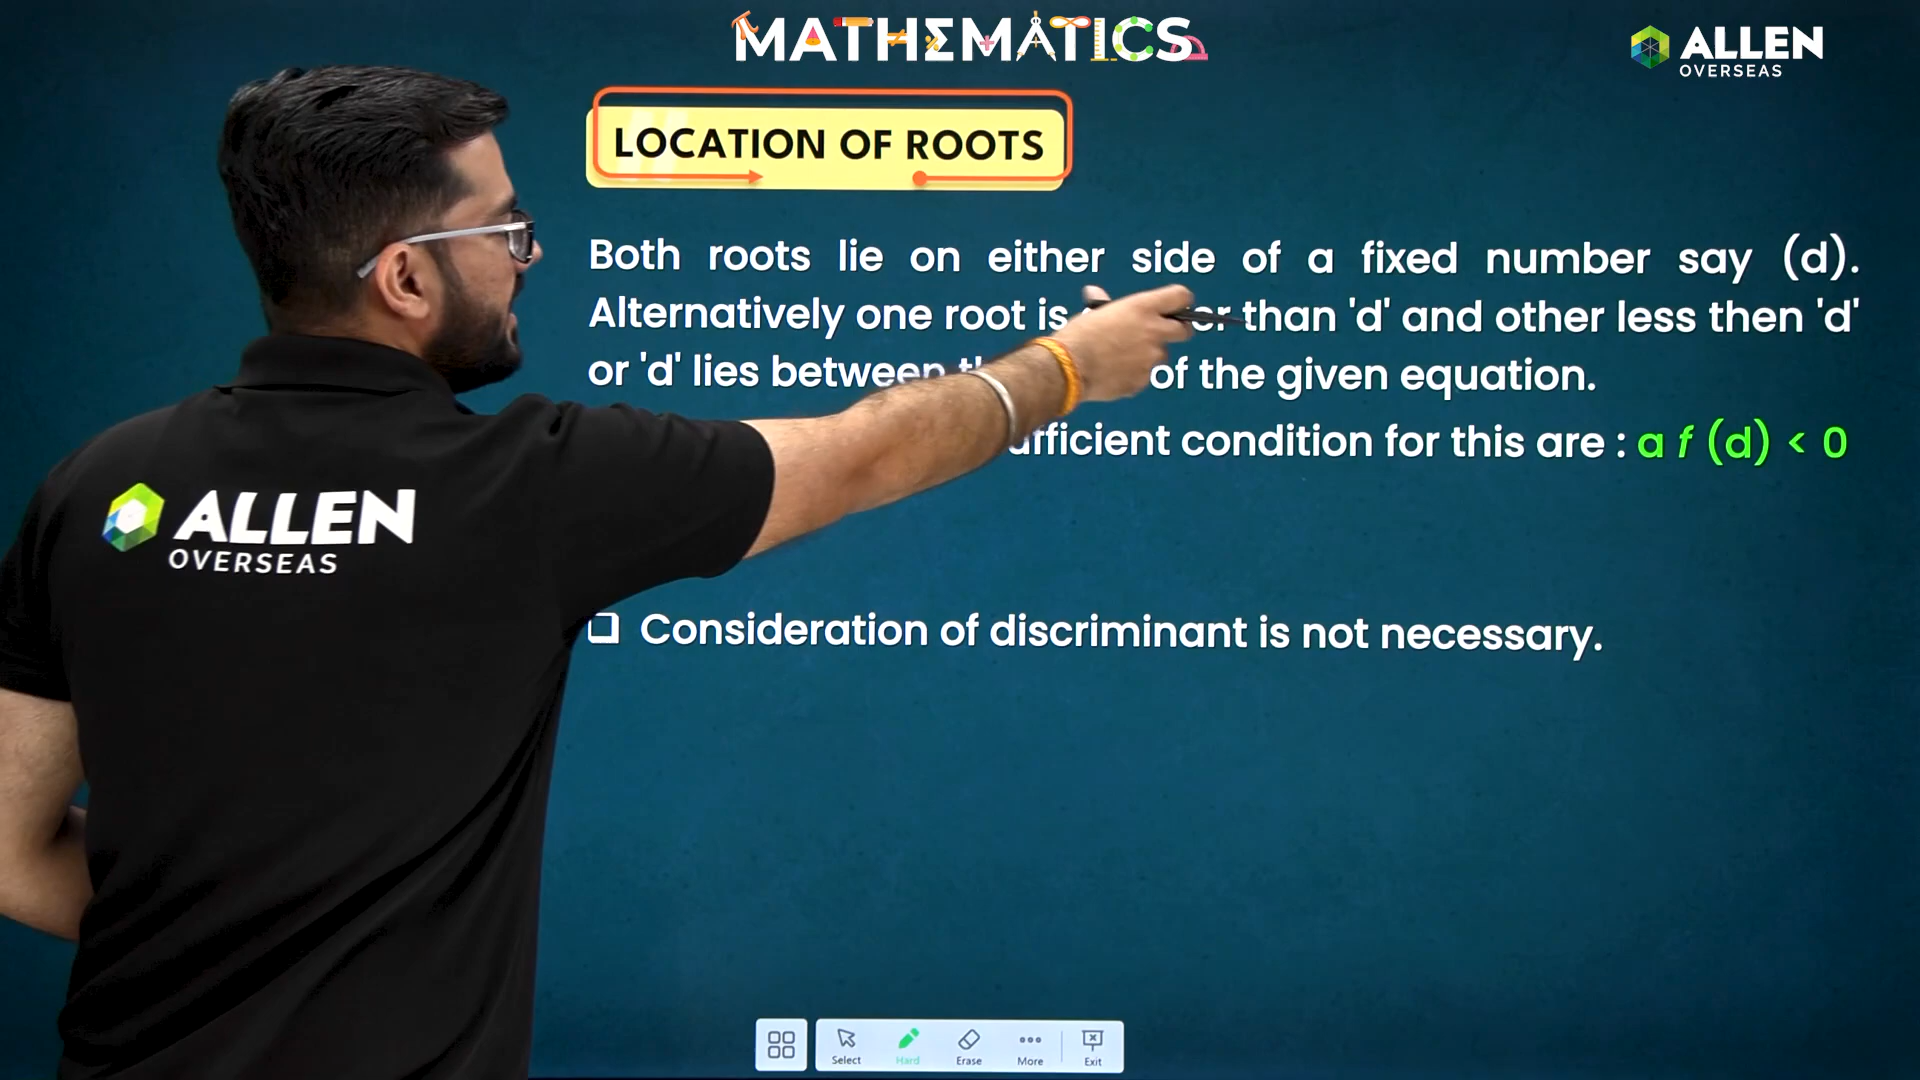 MATHEMATICS
ALLEN
OVERSEAS
LOCATION OF ROOTS
Both roots lie on either side of a fixed number say (d).
Alternatively one root is than 'd' and other less then 'd'
or 'd' lies between of the given equation.
condition for this are : a f (d) < 0
ALLEN
OVERSEAS
❑ Consideration of discriminant is not necessary.
Select Hard Erase More Exit